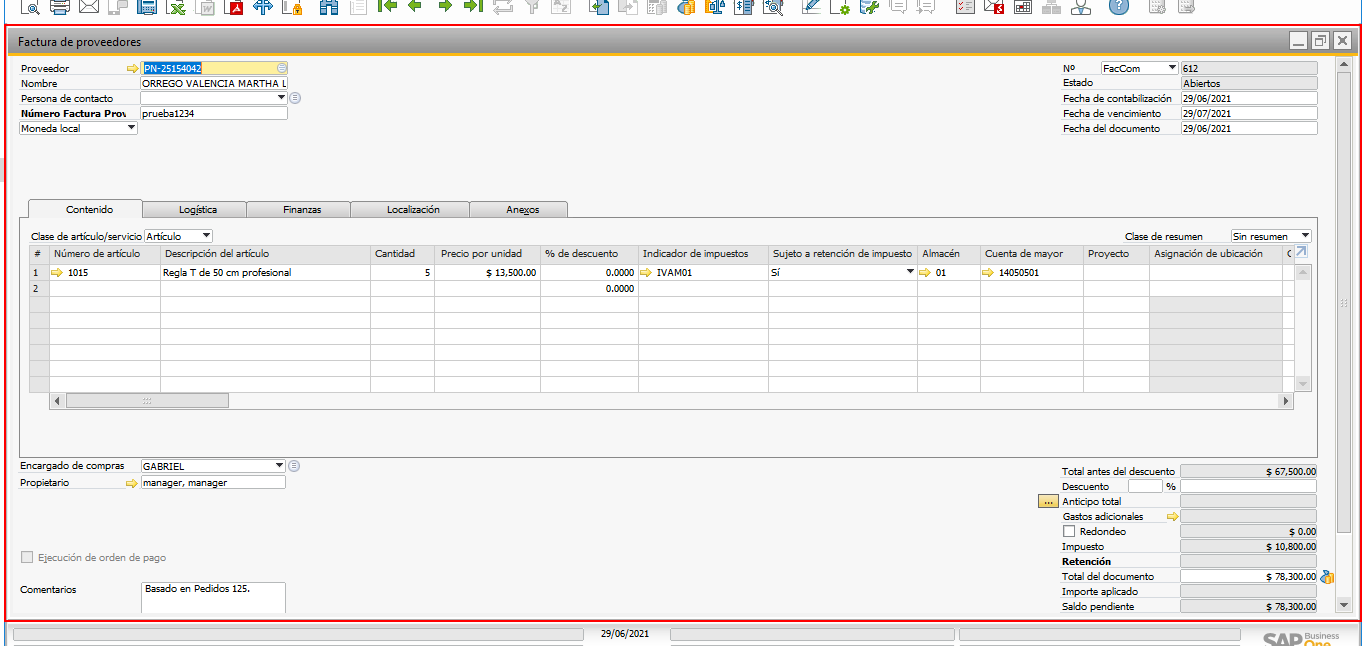 Factura de proveedores
Proveedor PN-25154042
Nombre ORREGO VALENCIA MARTHA L
Persona de contacto
Número Factura Prov prueba1234
Moneda local
Nº FacCom 612
Estado Abiertos
Fecha de contabilización 29/06/2021
Fecha de vencimiento 29/07/2021
Fecha del documento 29/06/2021
Contenido Logística Finanzas Localización Anexos
Clase de artículo/servicio Artículo Clase de resumen Sin resumen
# Número de artículo Descripción del artículo Cantidad Precio por unidad % de descuento Indicador de impuestos Sujeto a retención de impuesto Almacén Cuenta de mayor Proyecto Asignación de ubicación
1 1015 Regla T de 50 cm profesional 5 $ 13,500.00 0.0000 IVAM01 Sí 01 14050501
2 0.0000
Encargado de compras GABRIEL
Propietario manager, manager
Ejecución de orden de pago
Comentarios Basado en Pedidos 125.
Total antes del descuento $ 67,500.00
Descuento %
... Anticipo total
Gastos adicionales
Redondeo $ 0.00
Impuesto $ 10,800.00
Retención
Total del documento $ 78,300.00
Importe aplicado
Saldo pendiente $ 78,300.00
29/06/2021
SAP Business One